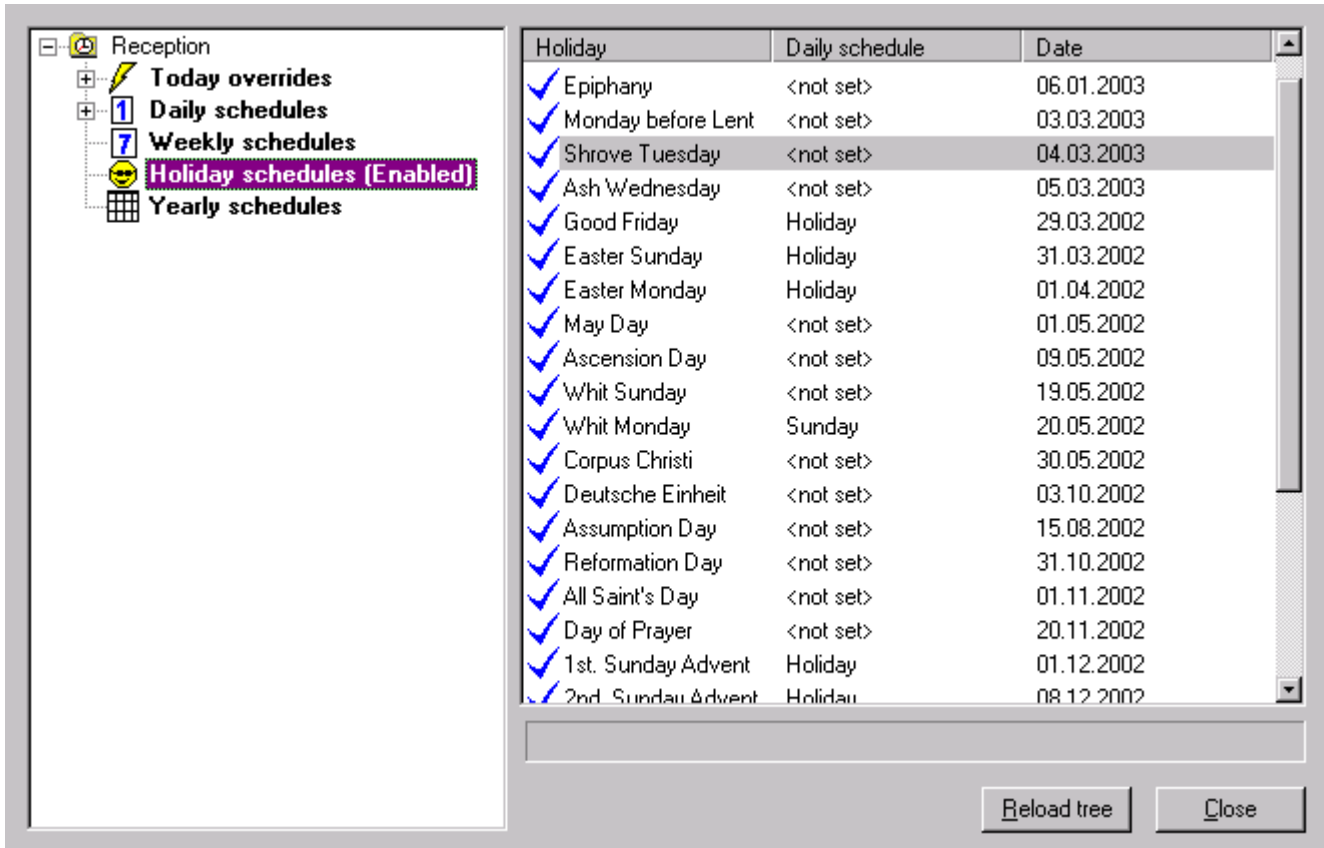 Reception
Today overrides
1 Daily schedules
7 Weekly schedules
Holiday schedules (Enabled)
Yearly schedules
Holiday Daily schedule Date
Epiphany <not set> 06.01.2003
Monday before Lent <not set> 03.03.2003
Shrove Tuesday <not set> 04.03.2003
Ash Wednesday <not set> 05.03.2003
Good Friday Holiday 29.03.2002
Easter Sunday Holiday 31.03.2002
Easter Monday Holiday 01.04.2002
May Day <not set> 01.05.2002
Ascension Day <not set> 09.05.2002
Whit Sunday <not set> 19.05.2002
Whit Monday Sunday 20.05.2002
Corpus Christi <not set> 30.05.2002
Deutsche Einheit <not set> 03.10.2002
Assumption Day <not set> 15.08.2002
Reformation Day <not set> 31.10.2002
All Saint's Day <not set> 01.11.2002
Day of Prayer <not set> 20.11.2002
1st. Sunday Advent Holiday 01.12.2002
2nd. Sunday Advent Holiday 08.12.2002
Reload tree Close